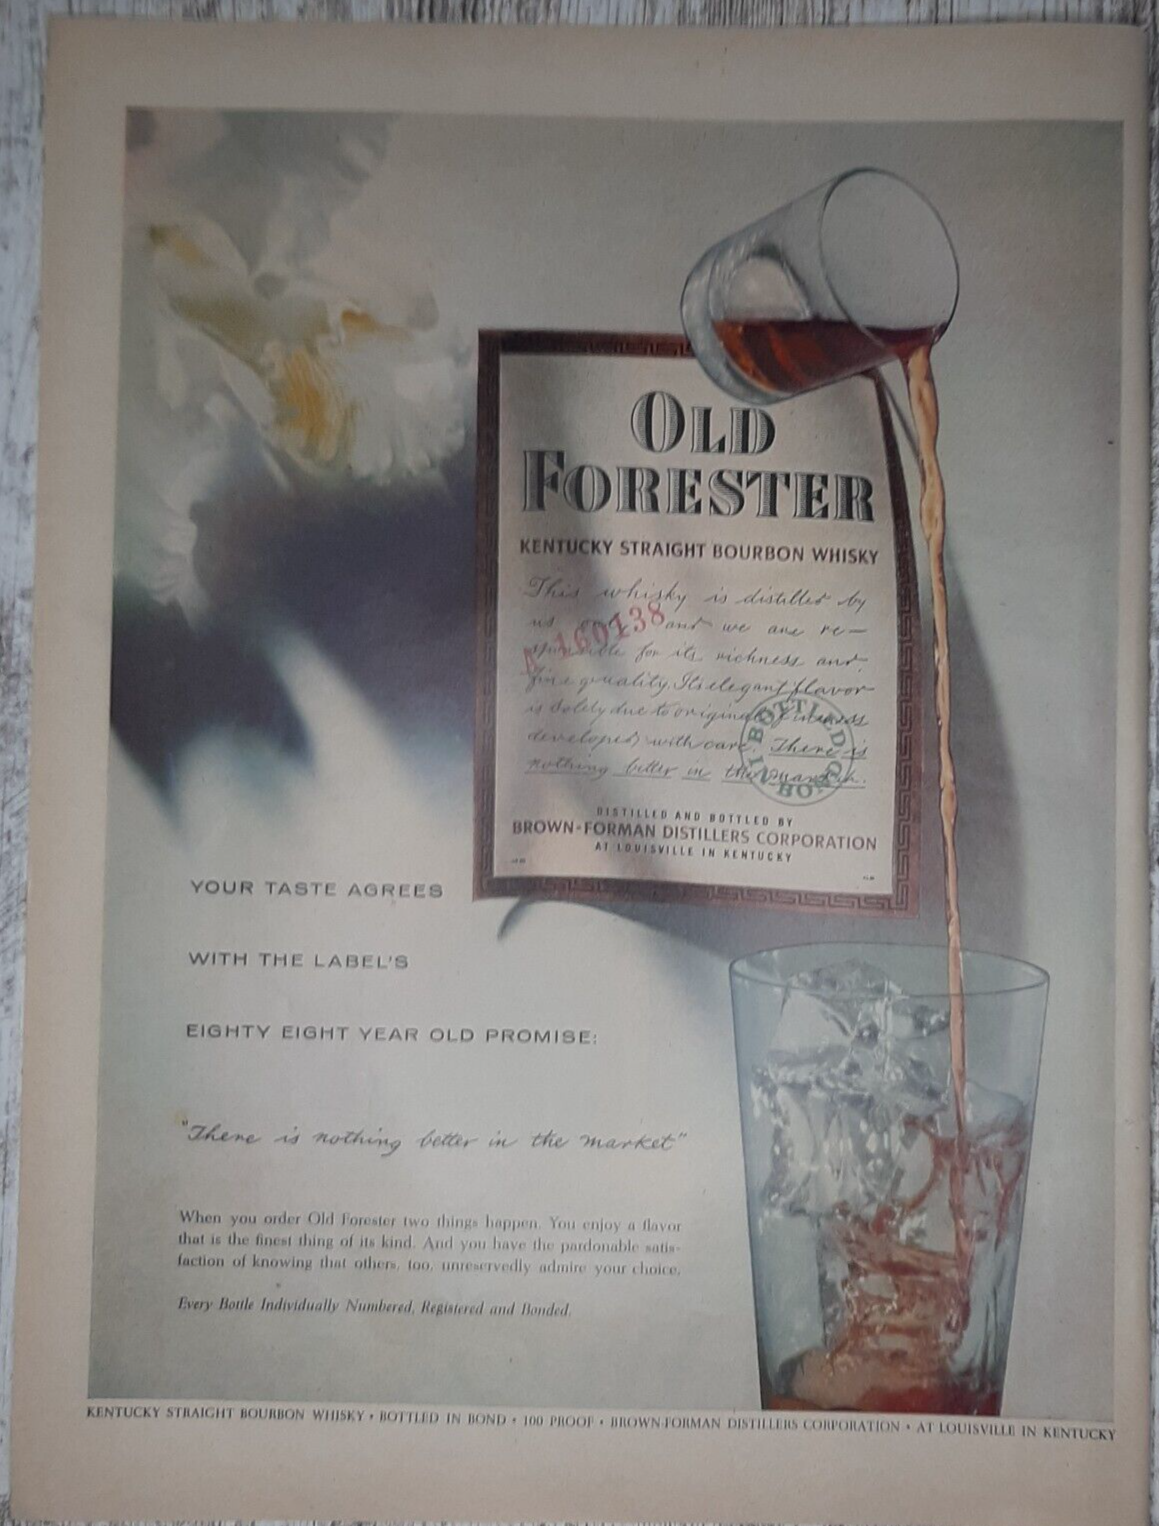 OLD
FORESTER
KENTUCKY STRAIGHT BOURBON WHISKY
This whisky is distilled by
us only and we are re-
sponsible for its richness and
fine quality. Its elegant flavor
is solely due to original fineness
developed with care. There is
nothing better in the market.
A 160138
BOTTLED IN BOND
DISTILLED AND BOTTLED BY
BROWN-FORMAN DISTILLERS CORPORATION
AT LOUISVILLE IN KENTUCKY
YOUR TASTE AGREES
WITH THE LABEL'S
EIGHTY EIGHT YEAR OLD PROMISE:
"There is nothing better in the market"
When you order Old Forester two things happen. You enjoy a flavor
that is the finest thing of its kind. And you have the pardonable satis-
faction of knowing that others, too, unreservedly admire your choice.
Every Bottle Individually Numbered, Registered and Bonded.
KENTUCKY STRAIGHT BOURBON WHISKY • BOTTLED IN BOND • 100 PROOF • BROWN-FORMAN DISTILLERS CORPORATION • AT LOUISVILLE IN KENTUCKY